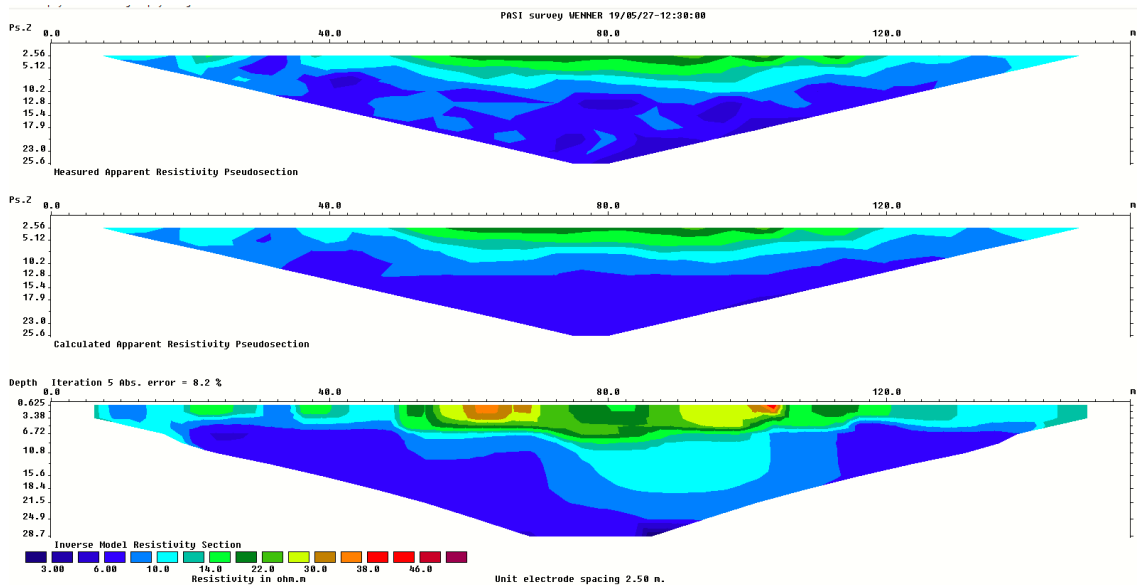 PASI survey WENNER 19/05/27-12:30:00
Ps.Z 0.0 40.0 80.0 120.0 m
2.56
5.12
10.2
12.8
15.4
17.9
23.0
25.6
Measured Apparent Resistivity Pseudosection
Ps.Z 0.0 40.0 80.0 120.0 m
2.56
5.12
10.2
12.8
15.4
17.9
23.0
25.6
Calculated Apparent Resistivity Pseudosection
Depth Iteration 5 Abs. error = 8.2 %
0.0 40.0 80.0 120.0 m
0.625
3.38
6.72
10.8
15.6
18.4
21.5
24.9
28.7
Inverse Model Resistivity Section
3.00 6.00 10.0 14.0 22.0 30.0 38.0 46.0
Resistivity in ohm.m Unit electrode spacing 2.50 m.